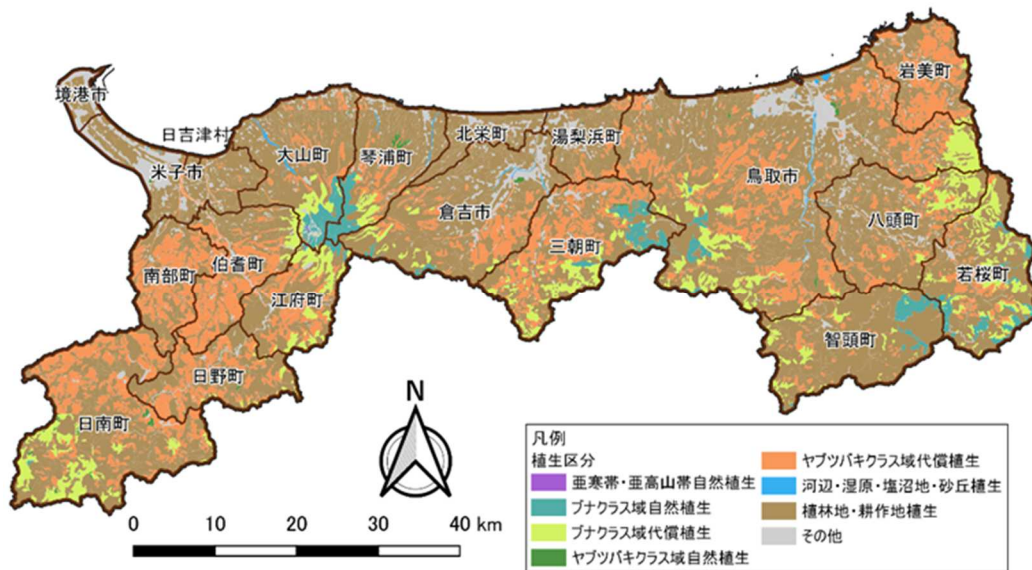 岩美町
境港市
日吉津村
北栄町
湯梨浜町
大山町
琴浦町
米子市
鳥取市
倉吉市
八頭町
三朝町
伯耆町
南部町
若桜町
江府町
智頭町
日野町
日南町
N
0 10 20 30 40 km
凡例
植生区分
亜寒帯・亜高山帯自然植生
ブナクラス域自然植生
ブナクラス域代償植生
ヤブツバキクラス域自然植生
ヤブツバキクラス域代償植生
河辺・湿原・塩沼地・砂丘植生
植林地・耕作地植生
その他